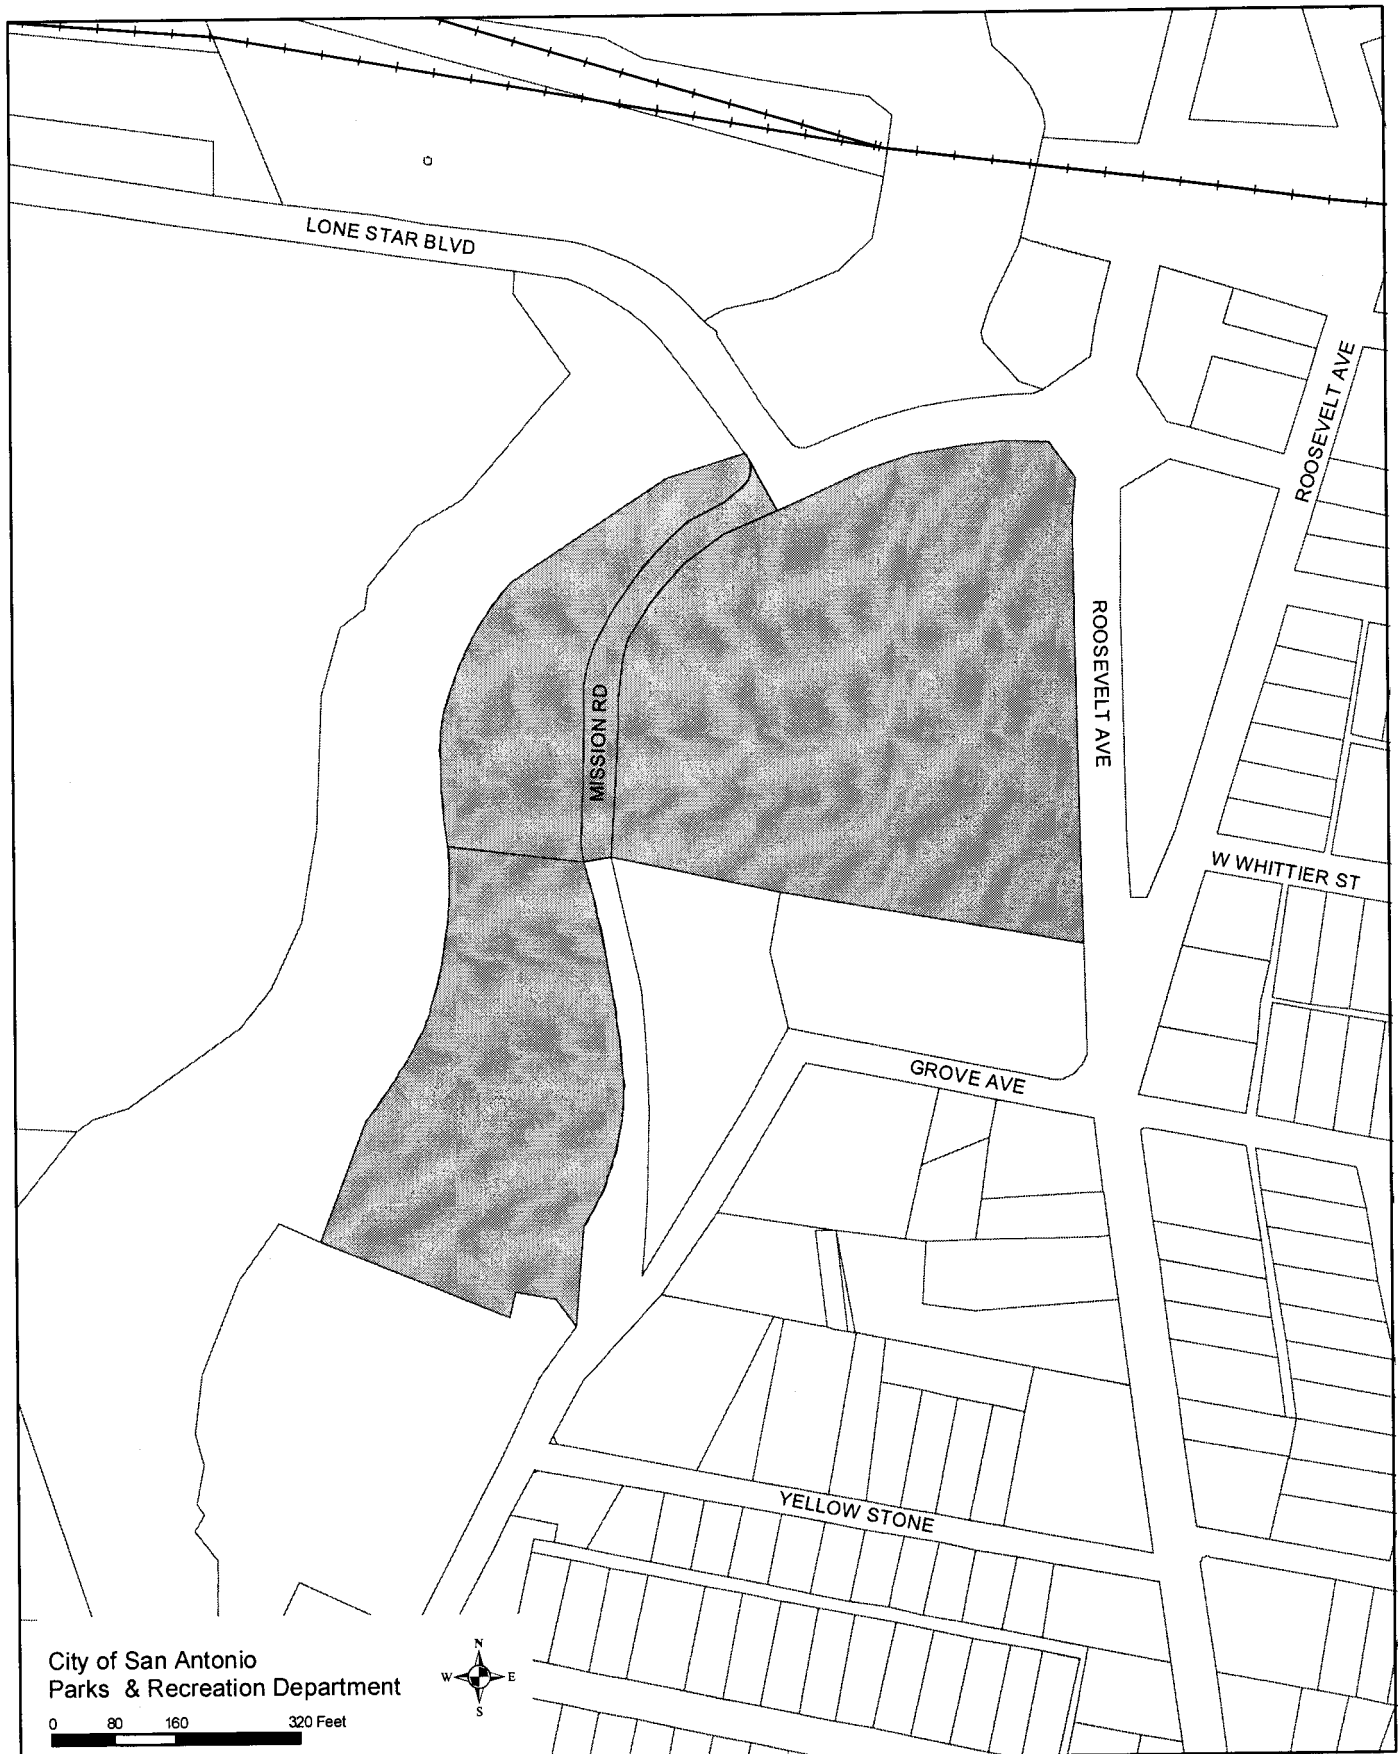 LONE STAR BLVD
ROOSEVELT AVE
ROOSEVELT AVE
MISSION RD
W WHITTIER ST
GROVE AVE
YELLOW STONE
City of San Antonio
Parks & Recreation Department
N
W E
S
0 80 160 320 Feet